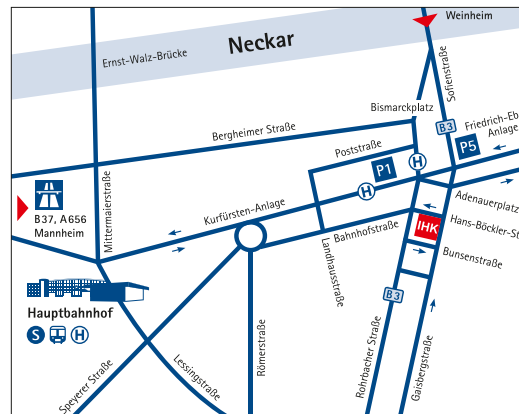 Weinheim
Ernst-Walz-Brücke
Neckar
Sofienstraße
Bismarckplatz
B3
Friedrich-Eb
Anlage
Bergheimer Straße
Poststraße
P1
P5
H
H
B37, A656
Mannheim
Mittermaierstraße
Kurfürsten-Anlage
Adenauerplatz
Hans-Böckler-St
IHK
Bahnhofstraße
Landhausstraße
Bunsenstraße
B3
Hauptbahnhof
S
H
Speyerer Straße
Lessingstraße
Römerstraße
Rohrbacher Straße
Gaisbergstraße